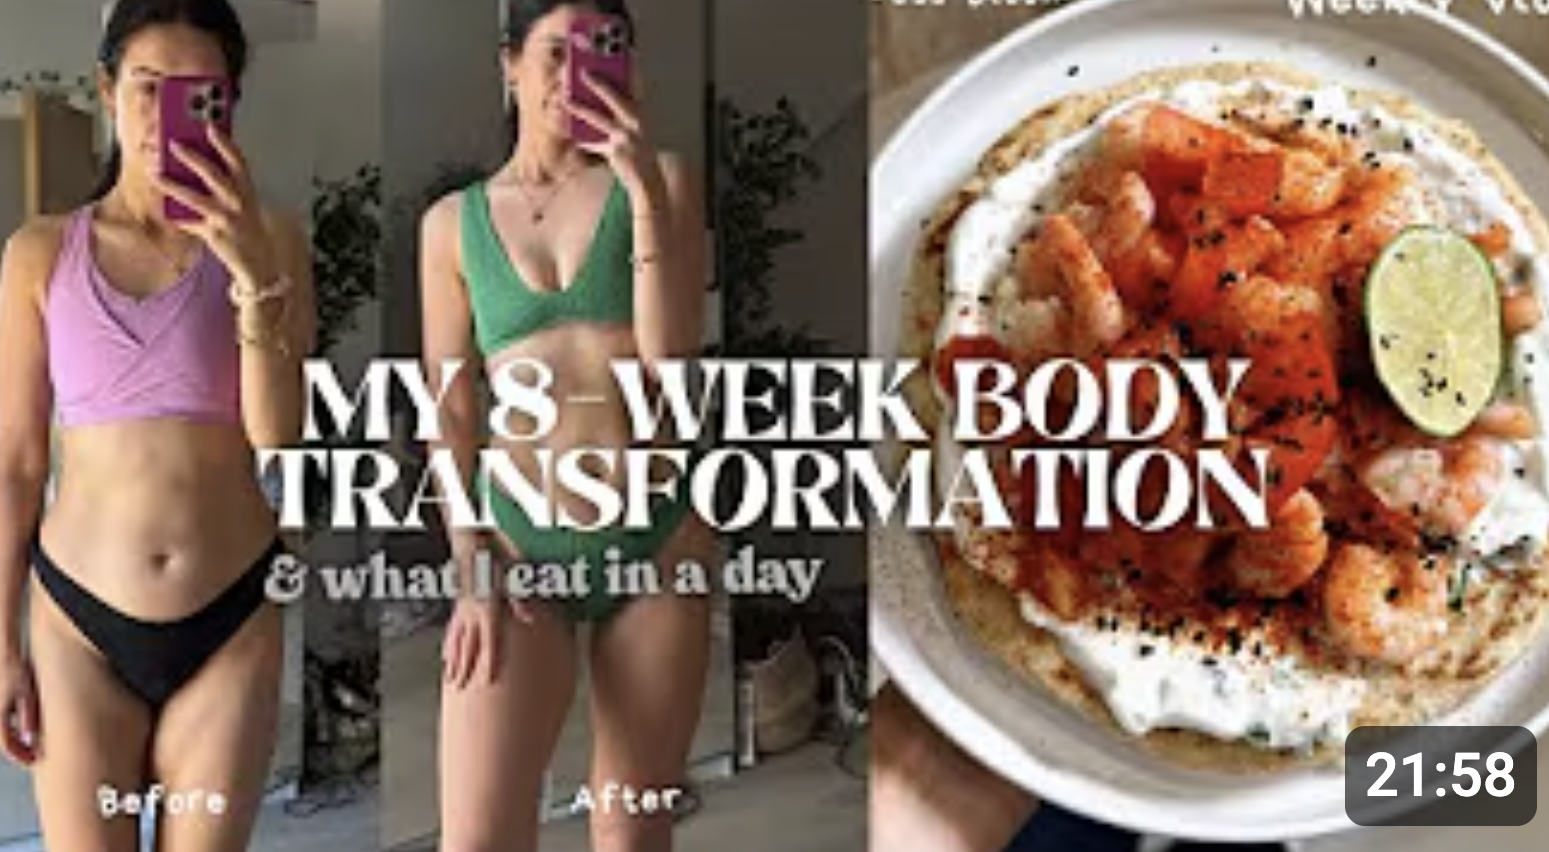 MY 8-WEEK BODY
TRANSFORMATION
& what I eat in a day
Before
After
21:58